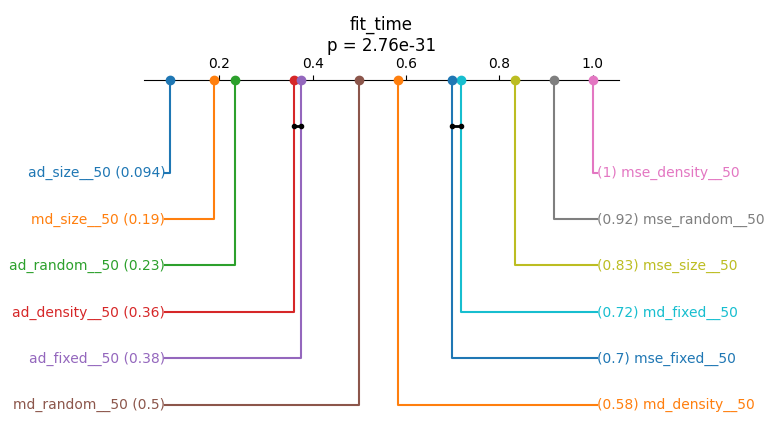 fit_time
p = 2.76e-31
0.2 0.4 0.6 0.8 1.0
ad_size__50 (0.094) (1) mse_density__50
md_size__50 (0.19) (0.92) mse_random__50
ad_random__50 (0.23) (0.83) mse_size__50
ad_density__50 (0.36) (0.72) md_fixed__50
ad_fixed__50 (0.38) (0.7) mse_fixed__50
md_random__50 (0.5) (0.58) md_density__50